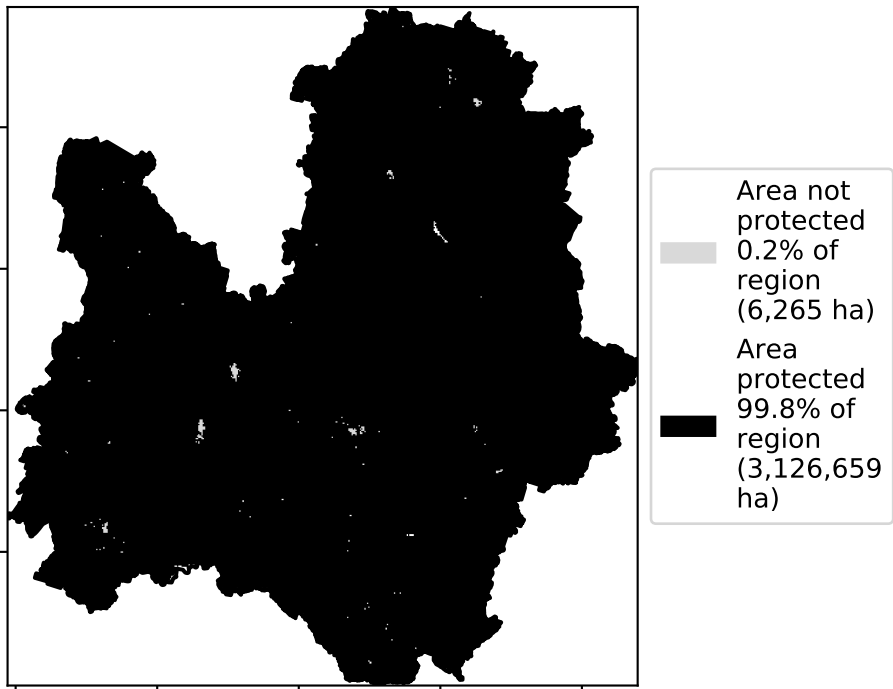 Area not
protected
0.2% of
region
(6,265 ha)
Area
protected
99.8% of
region
(3,126,659
ha)